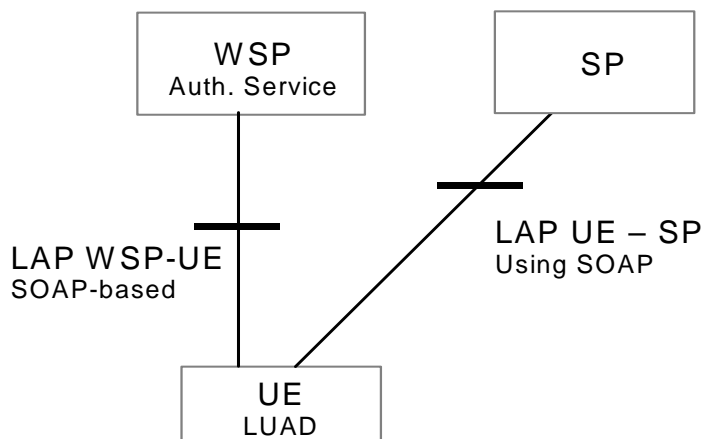 WSP
Auth. Service
SP
LAP WSP-UE
SOAP-based
LAP UE – SP
Using SOAP
UE
LUAD